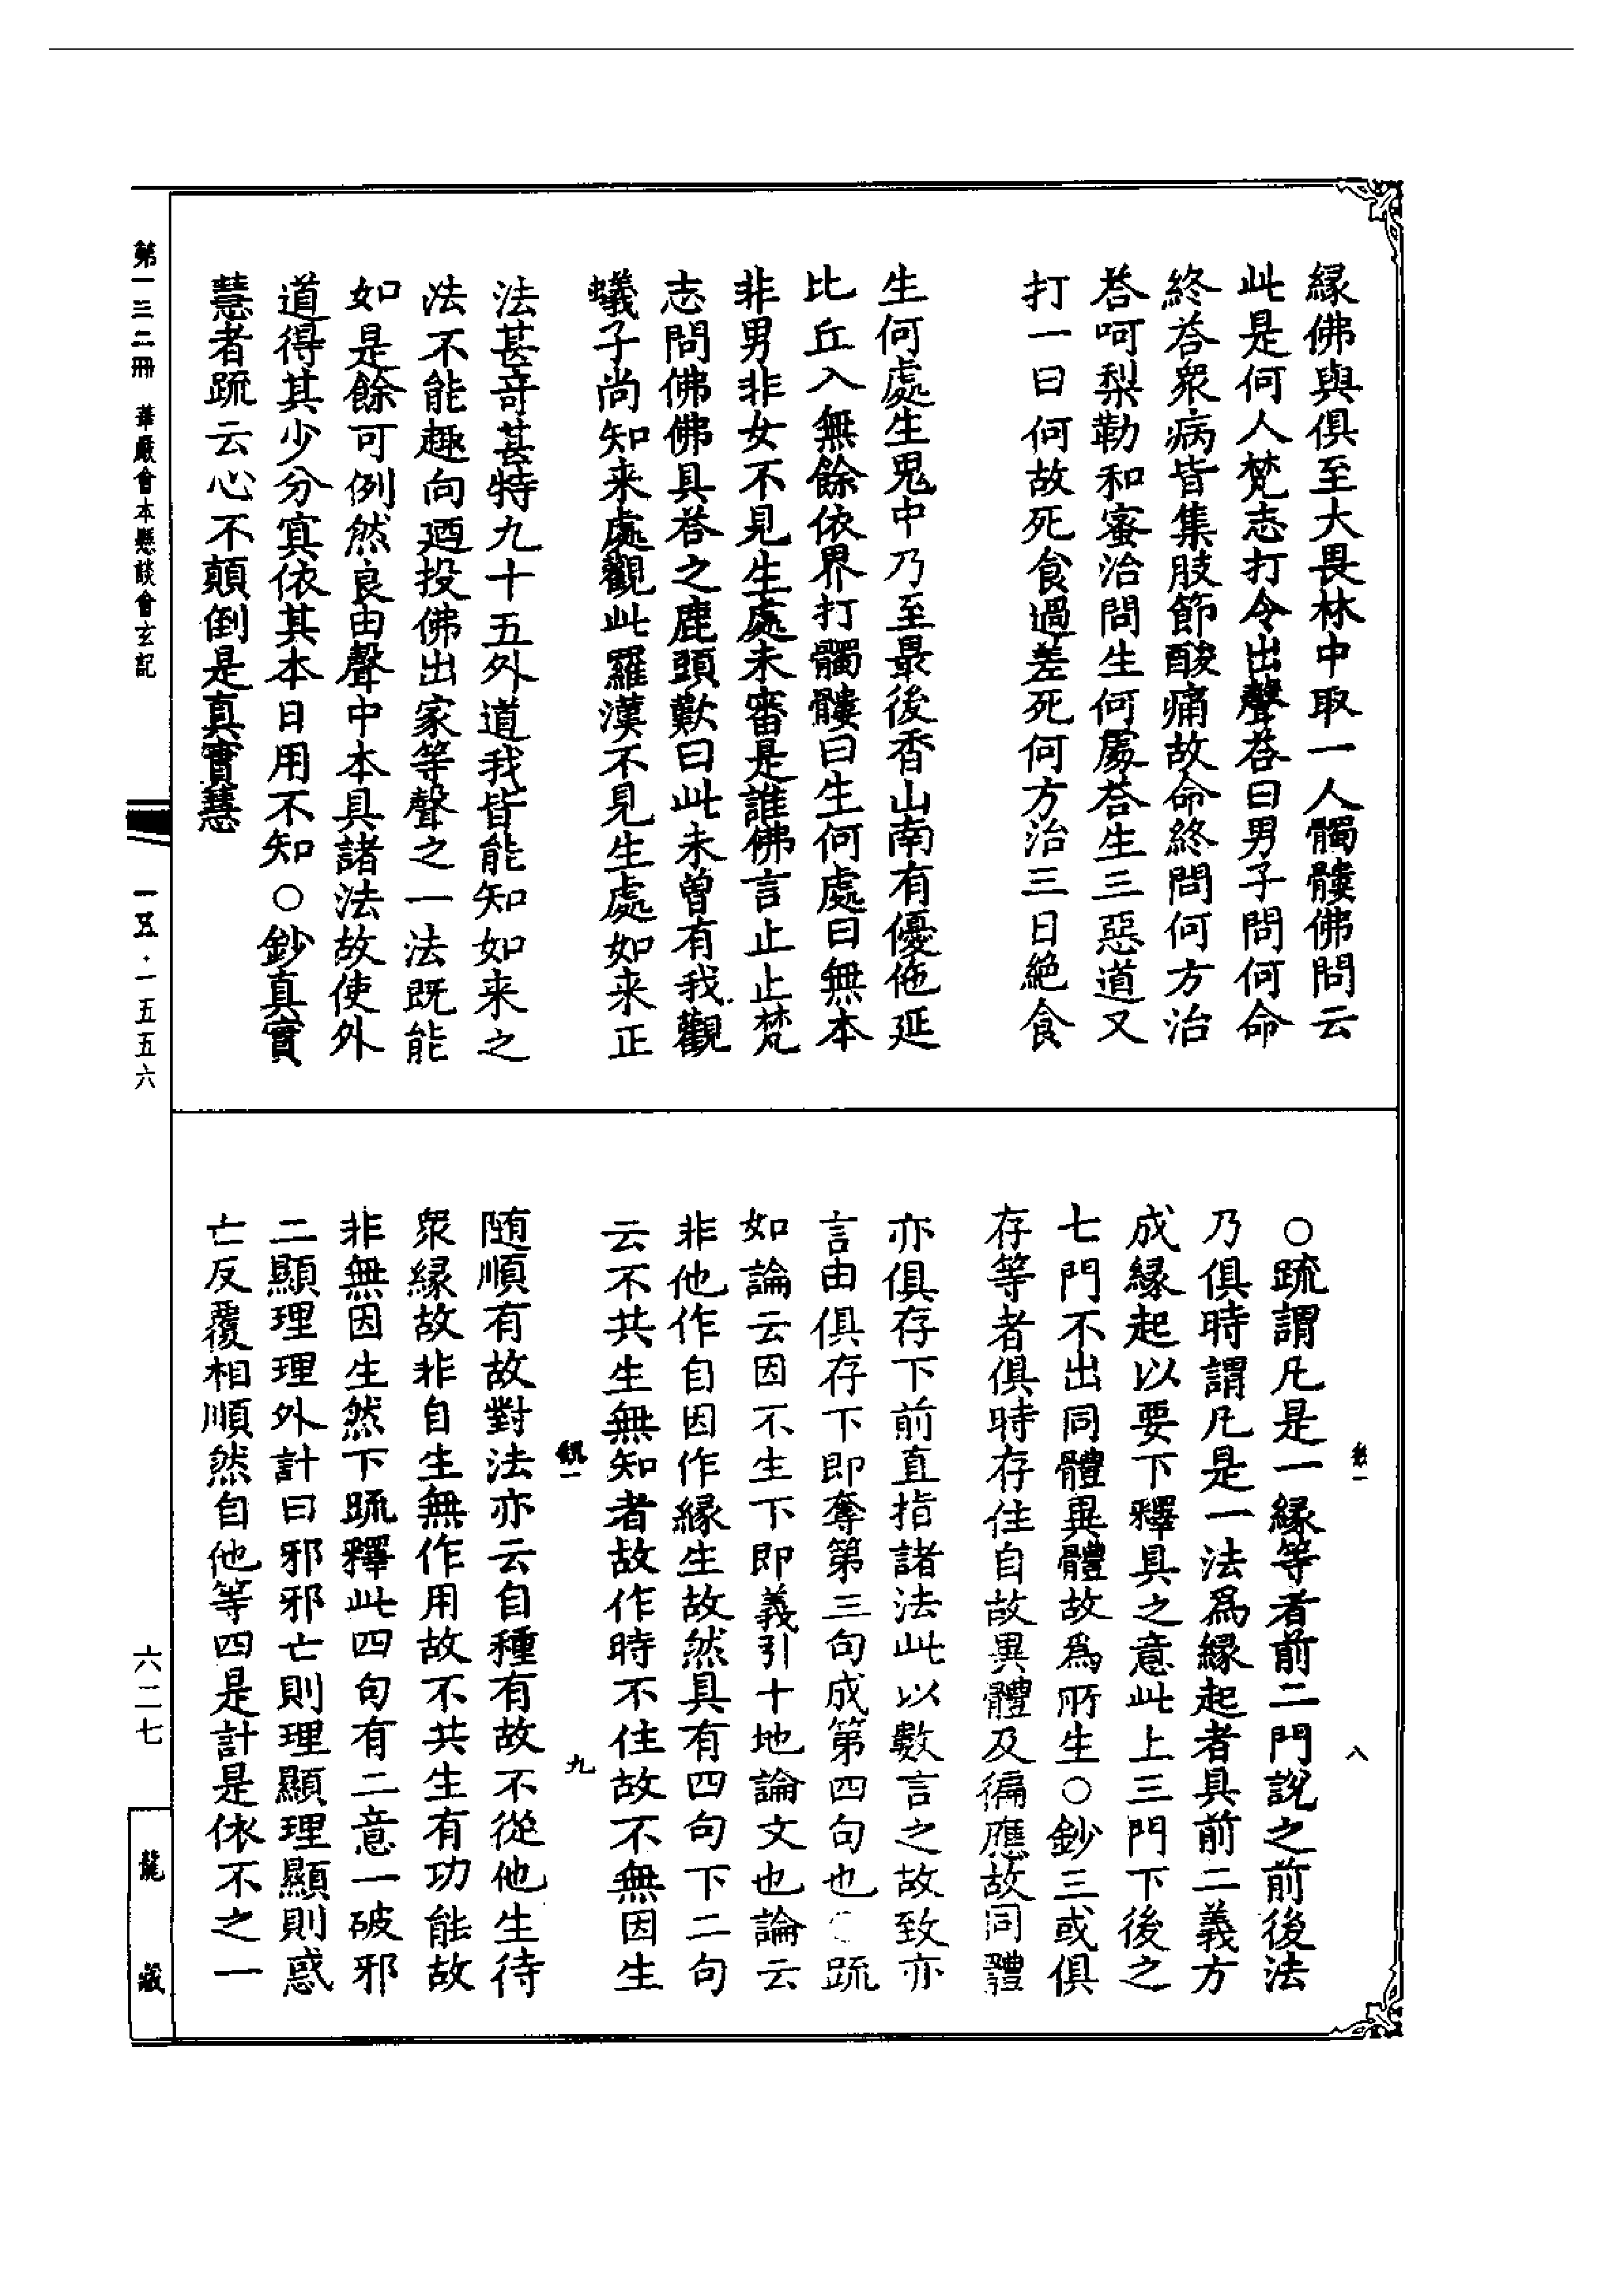 緣佛與俱至大畏林中取一人髑髏佛問云
此是何人梵志打令出聲荅曰男子問何命
終荅衆病皆集肢節酸痛故命終問何方治
荅呵梨勒和蜜治問生何處荅生三惡道又
打一曰何故死食過差死何方治三日絶食
生何處生鬼中乃至最後香山南有優陁延
比丘入無餘依界打髑髏曰生何處曰無本
非男非女不見生處未審是誰佛言止止梵
志問佛佛具荅之鹿頭歎曰此未曽有我觀
蟻子尚知来處觀此羅漢不見生處如来正
法甚竒甚特九十五外道我皆能知如来之
法不能趣向廼投佛出家等聲之一法既能
如是餘可例然良由聲中本具諸法故使外
道得其少分寘依其本日用不知○鈔真實
慧者䟽云心不顛倒是真實慧
○䟽謂凡是一緣等者前二門說之前後法
乃俱時謂凡是一法爲緣起者具前二義方
成緣起以要下釋具之意此上三門下後之
七門不出同體異體故爲所生○鈔三或俱
存等者俱時存住自故異體及徧應故同體
亦俱存下前直指諸法此以數言之故致亦
言由俱存下即奪第三句成第四句也○䟽
如論云因不生下即義引十地論文也論云
非他作自因作緣生故然具有四句下二句
云不共生無知者故作時不住故不無因生
随順有故對法亦云自種有故不從他生待
衆緣故非自生無作用故不共生有功能故
非無因生然下䟽釋此四句有二意一破邪
二顯理理外計曰邪邪亡則理顯理顯則惑
亡反覆相順然自他等四是計是依不之一
八
九
第一三二冊 華嚴會本懸談會玄記
一五·一五五六
六二七
龍藏